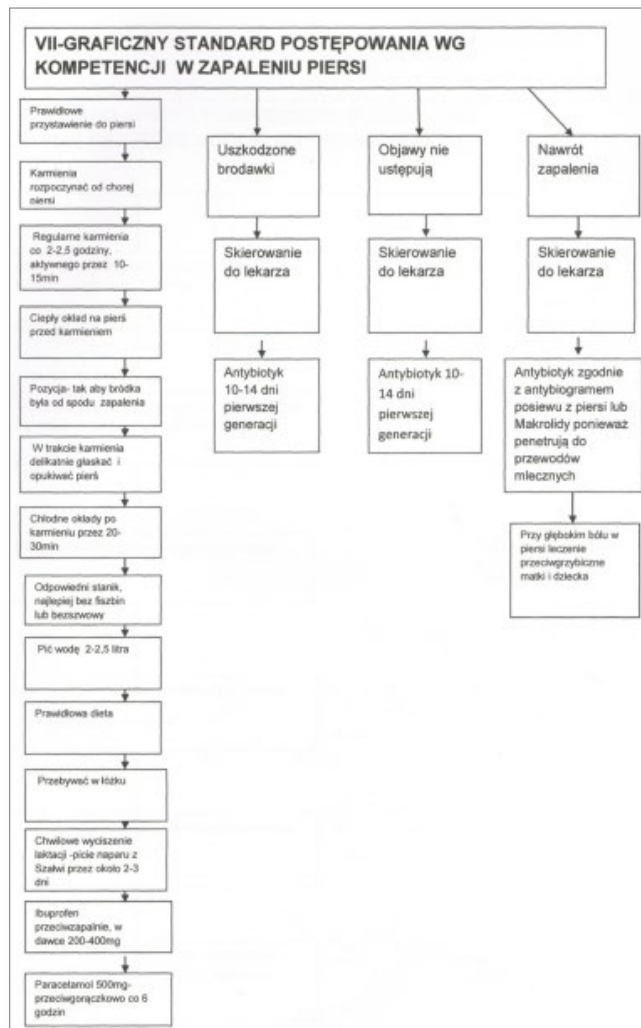 VII-GRAFICZNY STANDARD POSTĘPOWANIA WG
KOMPETENCJI W ZAPALENIU PIERSI
Prawidłowe
przystawienie do piersi
Karmienia
rozpoczynać od chorej
piersi
Regularne karmienia
co 2-2,5 godziny,
aktywnego przez 10-
15min
Ciepły okład na pierś
przed karmieniem
Pozycja- tak aby bródka
była od spodu zapalenia
W trakcie karmienia
delikatnie głaskać i
opukiwać pierś
Chłodne okłady po
karmieniu przez 20-
30min
Odpowiedni stanik,
najlepiej bez fiszbin
lub bezszwowy
Pić wodę 2-2,5 litra
Prawidłowa dieta
Przebywać w łóżku
Chwilowe wyciszenie
laktacji -picie naparu z
Szałwi przez około 2-3
dni
Ibuprofen
przeciwzapalnie, w
dawce 200-400mg
Paracetamol 500mg-
przeciwgorączkowo co 6
godzin
Uszkodzone
brodawki
Skierowanie
do lekarza
Antybiotyk
10-14 dni
pierwszej
generacji
Objawy nie
ustępują
Skierowanie
do lekarza
Antybiotyk 10-
14 dni
pierwszej
generacji
Nawrót
zapalenia
Skierowanie
do lekarza
Antybiotyk zgodnie
z antybiogramem
posiewu z piersi lub
Makrolidy ponieważ
penetrują do
przewodów
mlecznych
Przy głębokim bólu w
piersi leczenie
przeciwgrzybiczne
matki i dziecka